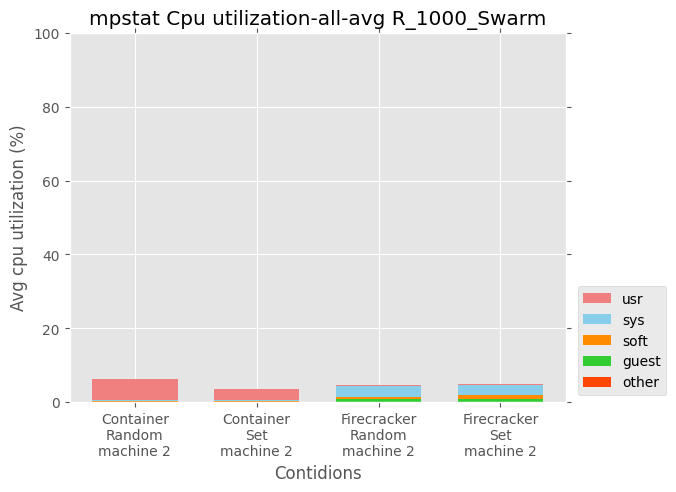 mpstat Cpu utilization-all-avg R_1000_Swarm
100
80
60
40
20
0
Avg cpu utilization (%)
Container
Random
machine 2
Container
Set
machine 2
Firecracker
Random
machine 2
Firecracker
Set
machine 2
Contidions
usr
sys
soft
guest
other